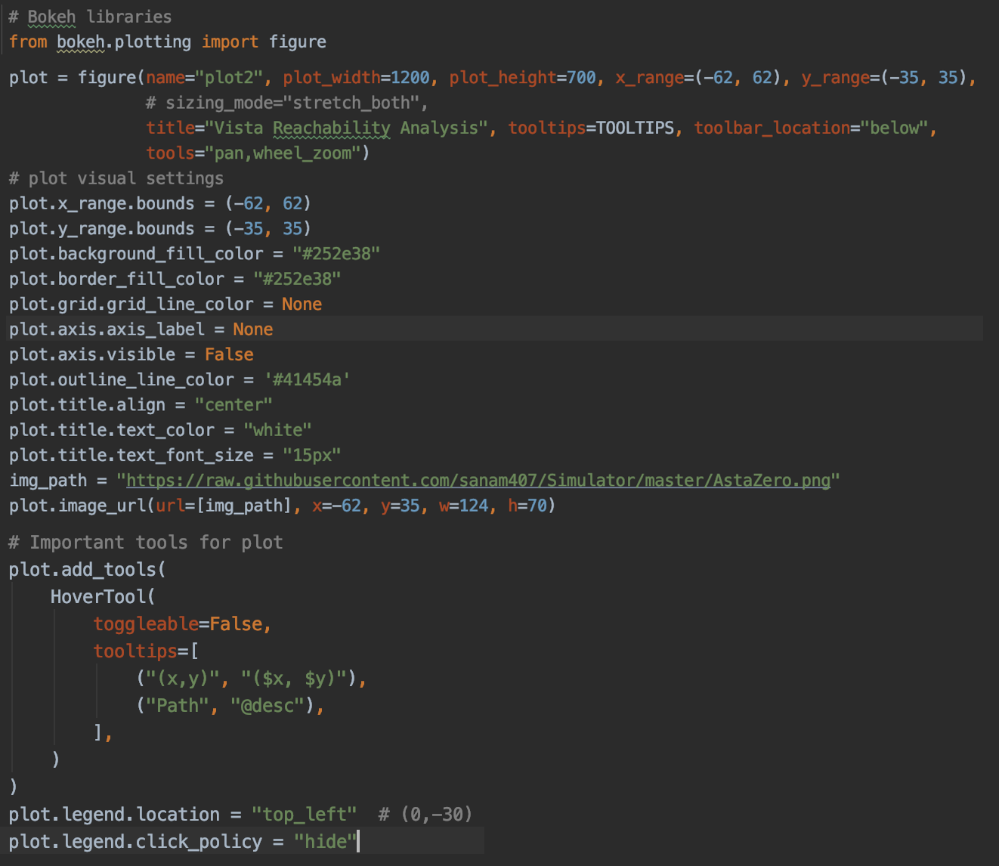 # Bokeh libraries
from bokeh.plotting import figure
plot = figure(name="plot2", plot_width=1200, plot_height=700, x_range=(-62, 62), y_range=(-35, 35),
# sizing_mode="stretch_both",
title="Vista Reachability Analysis", tooltips=TOOLTIPS, toolbar_location="below",
tools="pan,wheel_zoom")
# plot visual settings
plot.x_range.bounds = (-62, 62)
plot.y_range.bounds = (-35, 35)
plot.background_fill_color = "#252e38"
plot.border_fill_color = "#252e38"
plot.grid.grid_line_color = None
plot.axis.axis_label = None
plot.axis.visible = False
plot.outline_line_color = '#41454a'
plot.title.align = "center"
plot.title.text_color = "white"
plot.title.text_font_size = "15px"
img_path = "https://raw.githubusercontent.com/sanam407/Simulator/master/AstaZero.png"
plot.image_url(url=[img_path], x=-62, y=35, w=124, h=70)
# Important tools for plot
plot.add_tools(
HoverTool(
toggleable=False,
tooltips=[
("(x,y)", "($x, $y)"),
("Path", "@desc"),
],
)
)
plot.legend.location = "top_left"  # (0,-30)
plot.legend.click_policy = "hide"